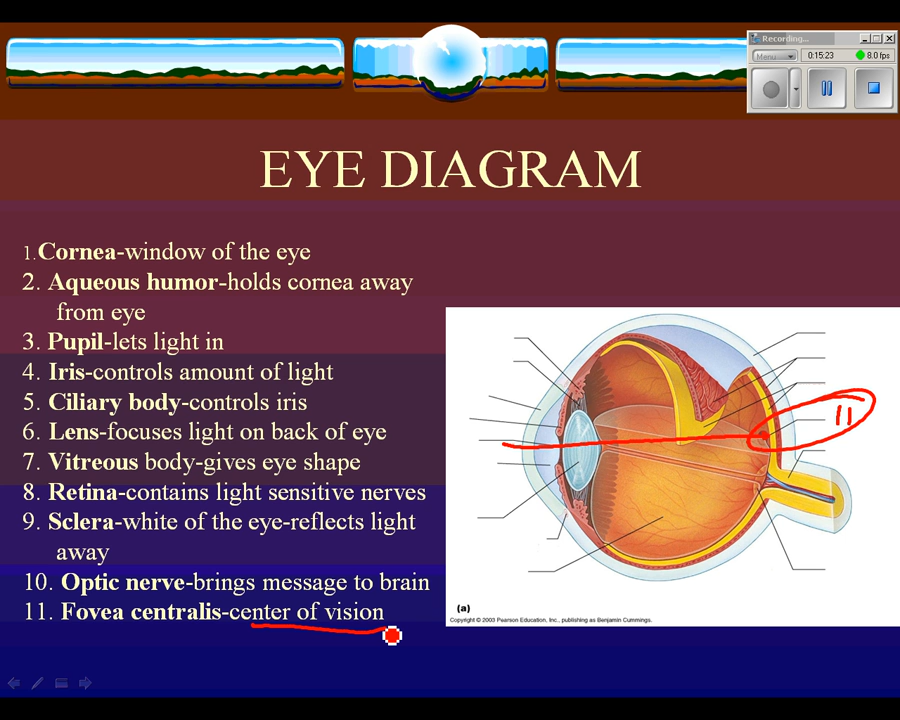 Recording...
Menu
0:15:23
8.0 fps
EYE DIAGRAM
1.Cornea-window of the eye
2. Aqueous humor-holds cornea away
from eye
3. Pupil-lets light in
4. Iris-controls amount of light
5. Ciliary body-controls iris
6. Lens-focuses light on back of eye
7. Vitreous body-gives eye shape
8. Retina-contains light sensitive nerves
9. Sclera-white of the eye-reflects light
away
10. Optic nerve-brings message to brain
11. Fovea centralis-center of vision
11
(a)
Copyright © 2003 Pearson Education, Inc., publishing as Benjamin Cummings.